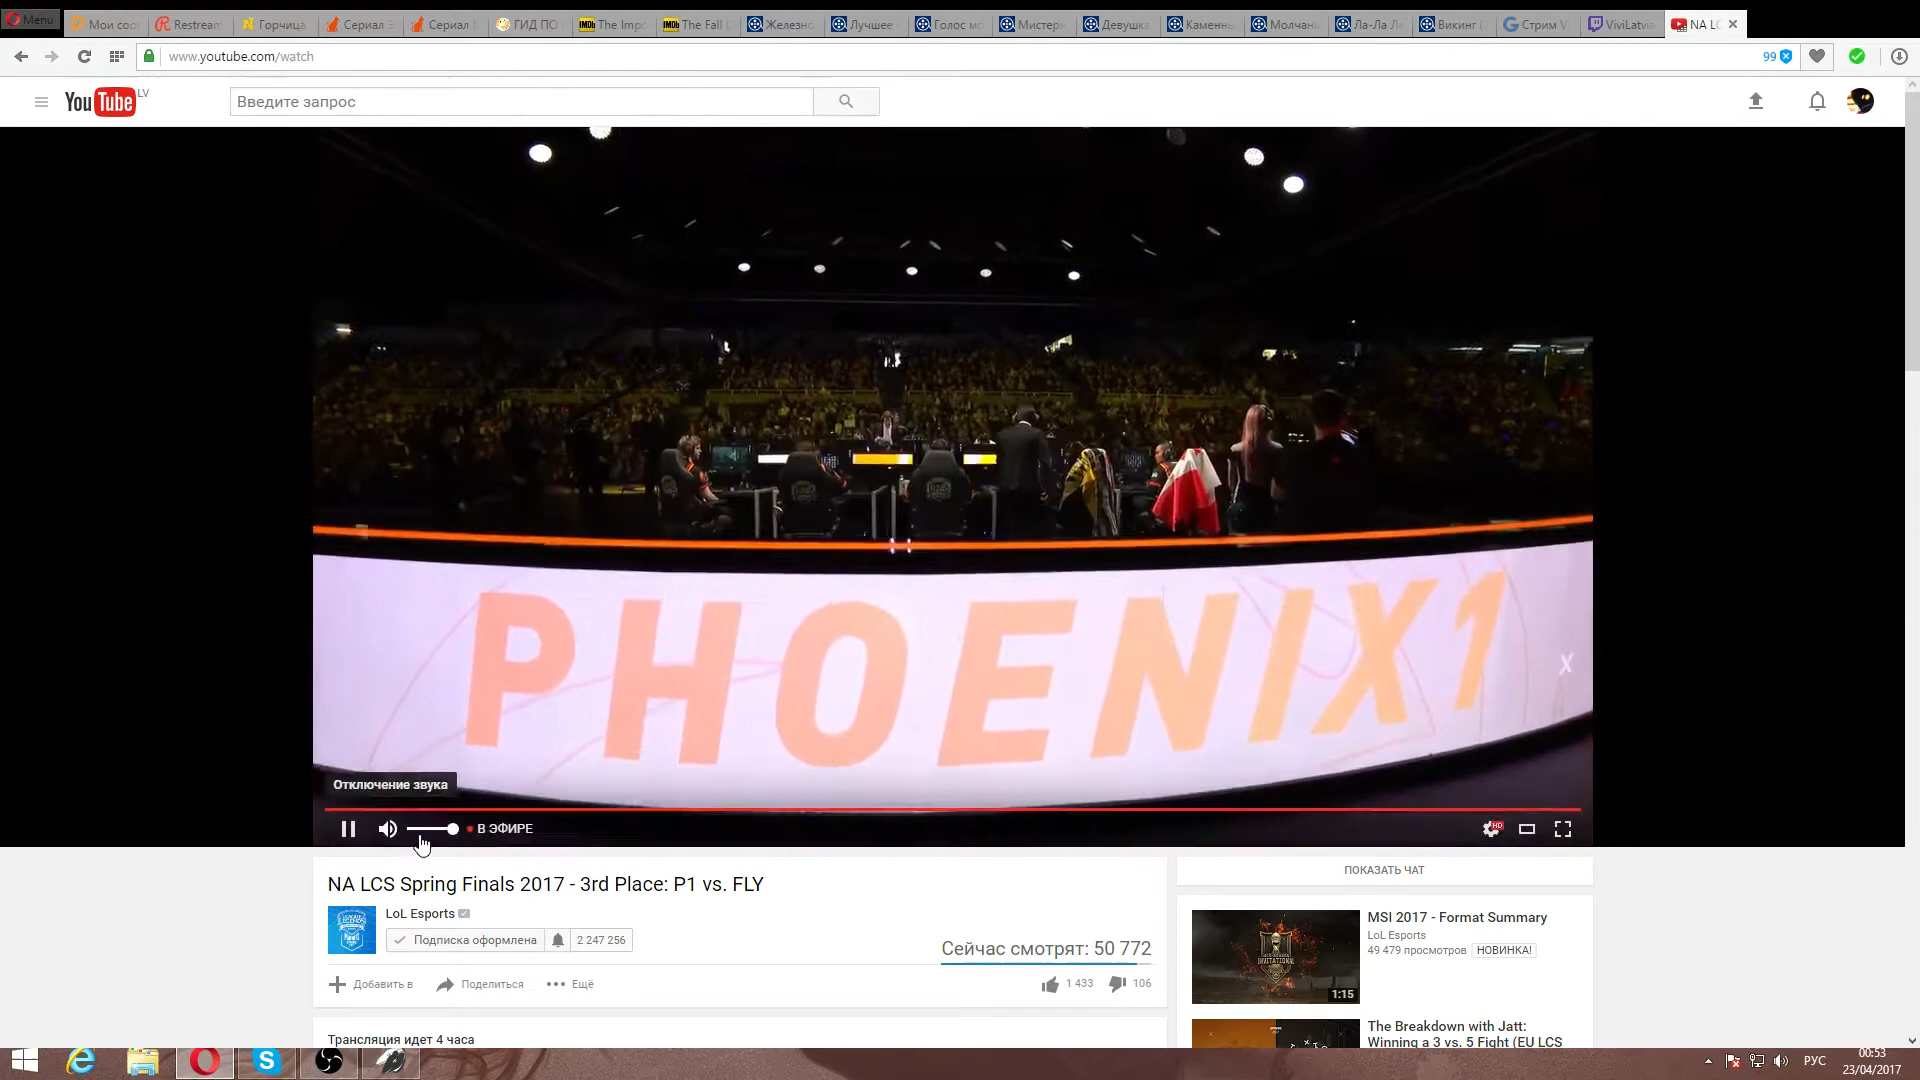 Menu
Мои соо
Restream
Горчица
Сериал Э
Сериал
ГИД ПО
The Impo
The Fall (
Железно
Лучшее
Голос мо
Мистери
Девушка
Каменны
Молчан
Ла-Ла Ле
Викинг (
Стрим Vi
ViviLatvia
NA LC
www.youtube.com/watch
99
YouTube LV
Введите запрос
PHOENIX1
Отключение звука
В ЭФИРЕ
HD
NA LCS Spring Finals 2017 - 3rd Place: P1 vs. FLY
ПОКАЗАТЬ ЧАТ
LoL Esports
Подписка оформлена
2 247 256
Сейчас смотрят: 50 772
Добавить в
Поделиться
Ещё
1 433
106
Трансляция идет 4 часа
MSI 2017 - Format Summary
LoL Esports
49 479 просмотров
НОВИНКА!
1:15
The Breakdown with Jatt:
Winning a 3 vs. 5 Fight (EU LCS
РУС
00:53
23/04/2017